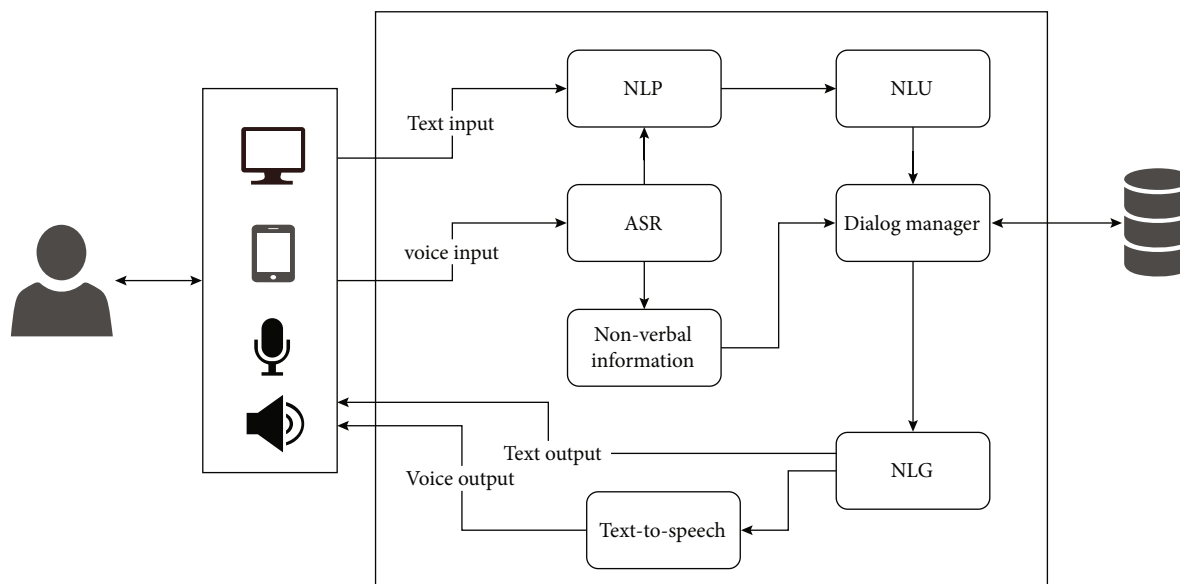 NLP
NLU
Text input
ASR
Dialog manager
voice input
Non-verbal
information
Text output
NLG
Voice output
Text-to-speech